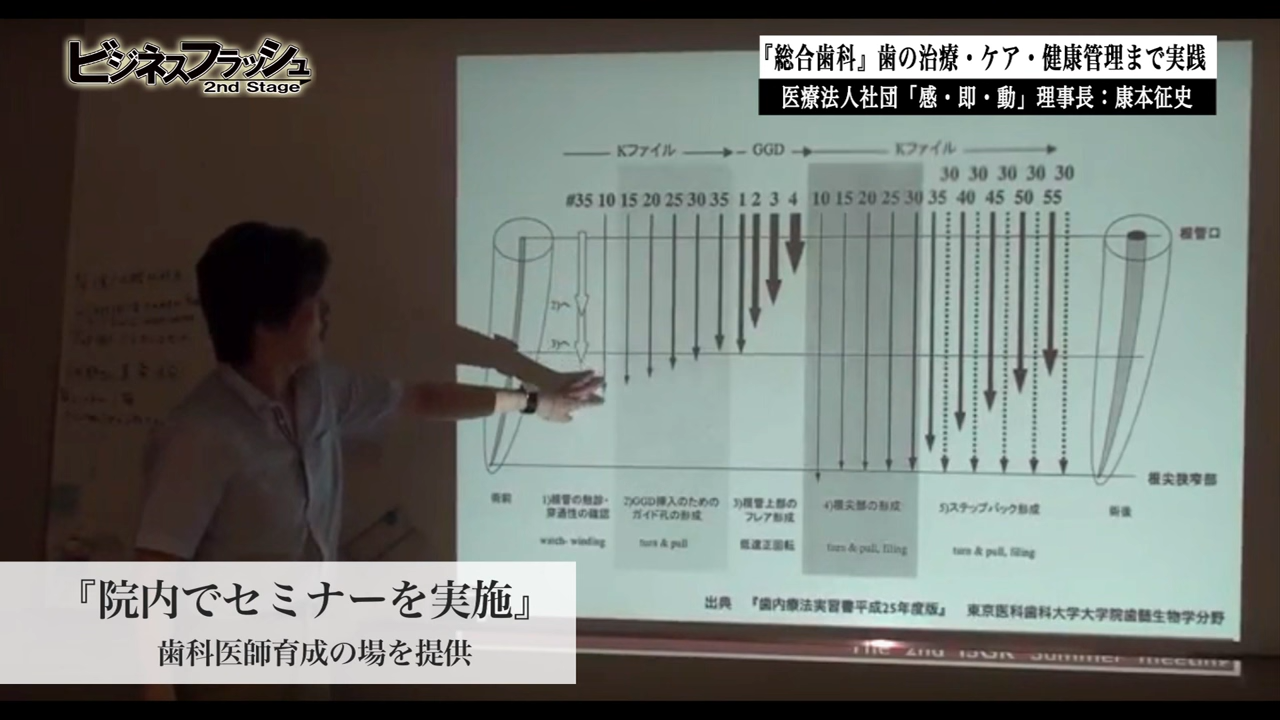 ビジネスフラッシュ
2nd Stage
『総合歯科』歯の治療・ケア・健康管理まで実践
医療法人社団「感・即・動」理事長：康本征史
Kファイル GGD Kファイル
30 30 30 30 30
#35 10 15 20 25 30 35 1 2 3 4 10 15 20 25 30 35 40 45 50 55
根管口
根尖狭窄部
術前
1)根管の触診・
穿通性の確認
watch- winding
2)GGD挿入のための
ガイド孔の形成
turn & pull
3)根管上部の
フレア形成
低速正回転
4)根尖部の形成
turn & pull, filing
5)ステップバック形成
turn & pull, filing
術後
出典 『歯内療法実習書平成25年度版』 東京医科歯科大学大学院歯髄生物学分野
The 2nd ISGK Summer meeting
『院内でセミナーを実施』
歯科医師育成の場を提供